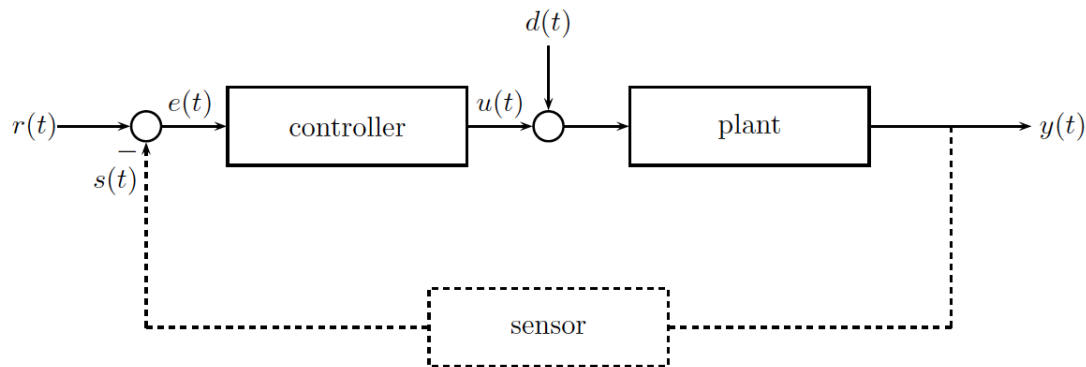 d(t)
r(t) e(t) controller u(t) plant y(t)
−
s(t)
sensor